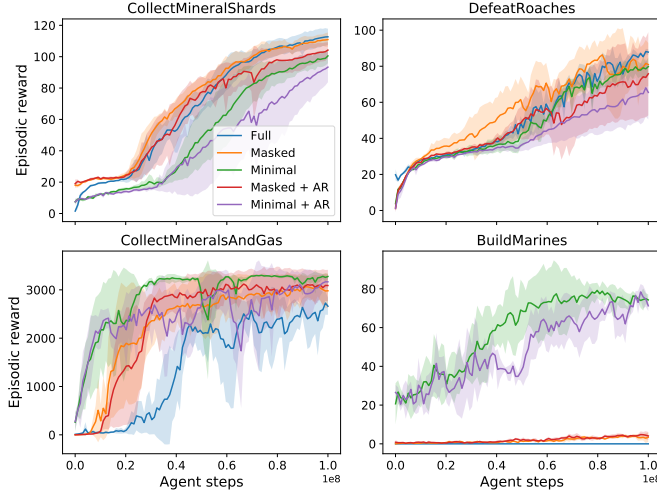 CollectMineralShards
DefeatRoaches
Episodic reward
120
100
80
60
40
20
0
Full
Masked
Minimal
Masked + AR
Minimal + AR
100
80
60
40
20
0
CollectMineralsAndGas
BuildMarines
Episodic reward
3000
2000
1000
0
0.0 0.2 0.4 0.6 0.8 1.0
1e8
Agent steps
80
60
40
20
0
0.0 0.2 0.4 0.6 0.8 1.0
1e8
Agent steps